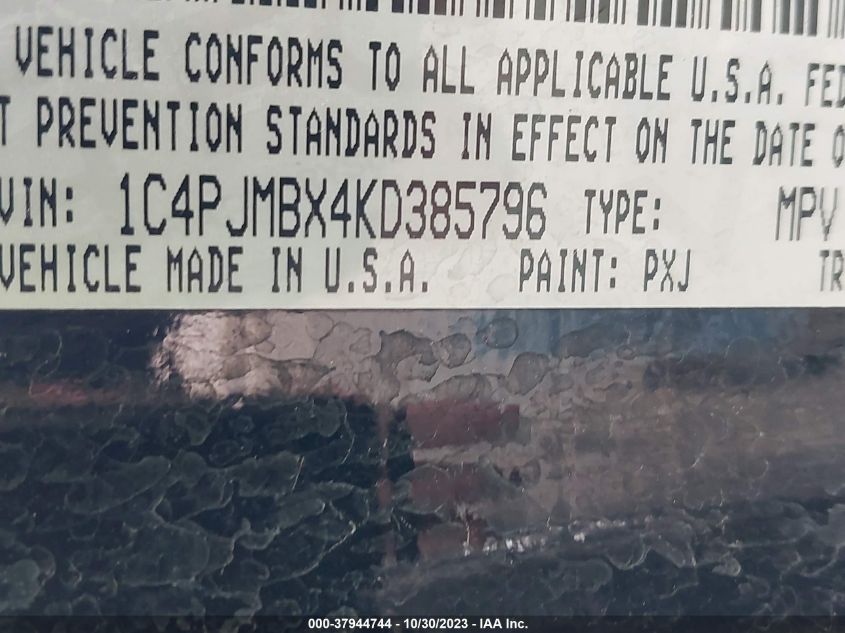 VEHICLE CONFORMS TO ALL APPLICABLE U.S.A. FED
T PREVENTION STANDARDS IN EFFECT ON THE DATE O
VIN: 1C4PJMBX4KD385796 TYPE: MPV
VEHICLE MADE IN U.S.A. PAINT: PXJ TR
000-37944744 - 10/30/2023 - IAA Inc.